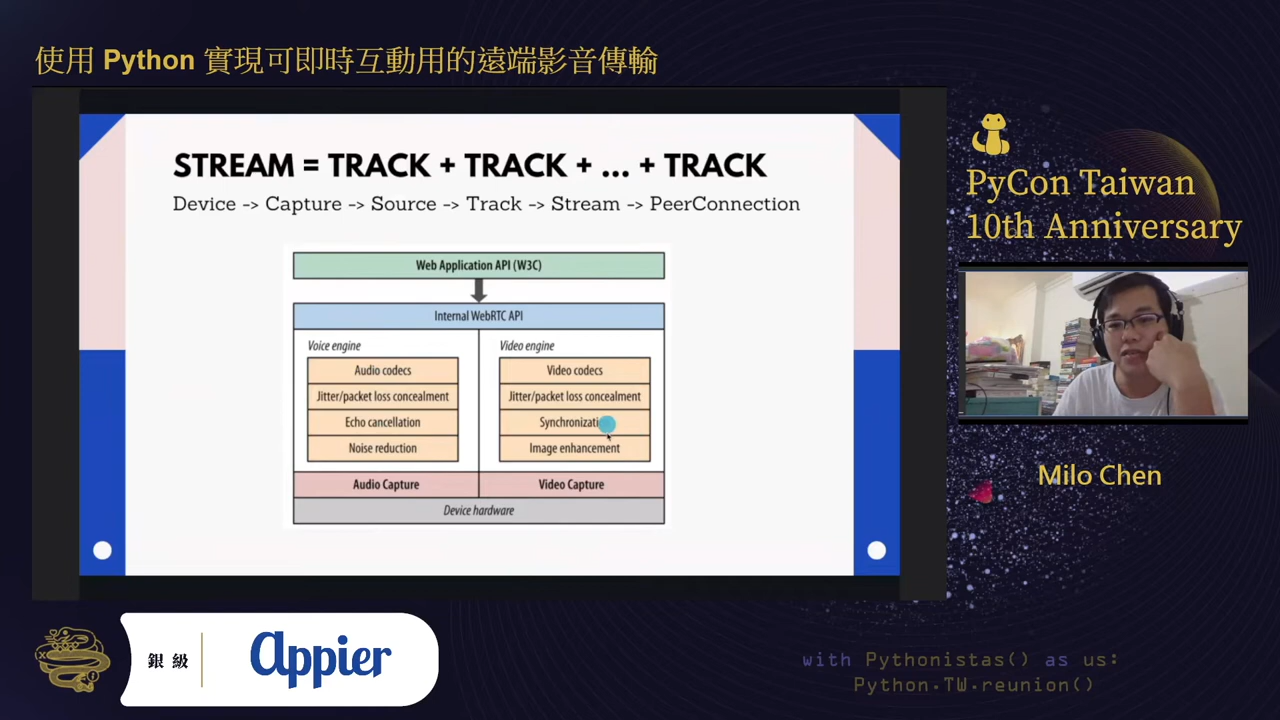 使用 Python 實現可即時互動用的遠端影音傳輸
STREAM = TRACK + TRACK + ... + TRACK
Device -> Capture -> Source -> Track -> Stream -> PeerConnection
Web Application API (W3C)
Internal WebRTC API
Voice engine
Audio codecs
Jitter/packet loss concealment
Echo cancellation
Noise reduction
Video engine
Video codecs
Jitter/packet loss concealment
Image enhancement
Audio Capture
Video Capture
Device hardware
PyCon Taiwan
10th Anniversary
Milo Chen
銀級
appier
with Pythonistas() as us:
Python.TW.reunion()